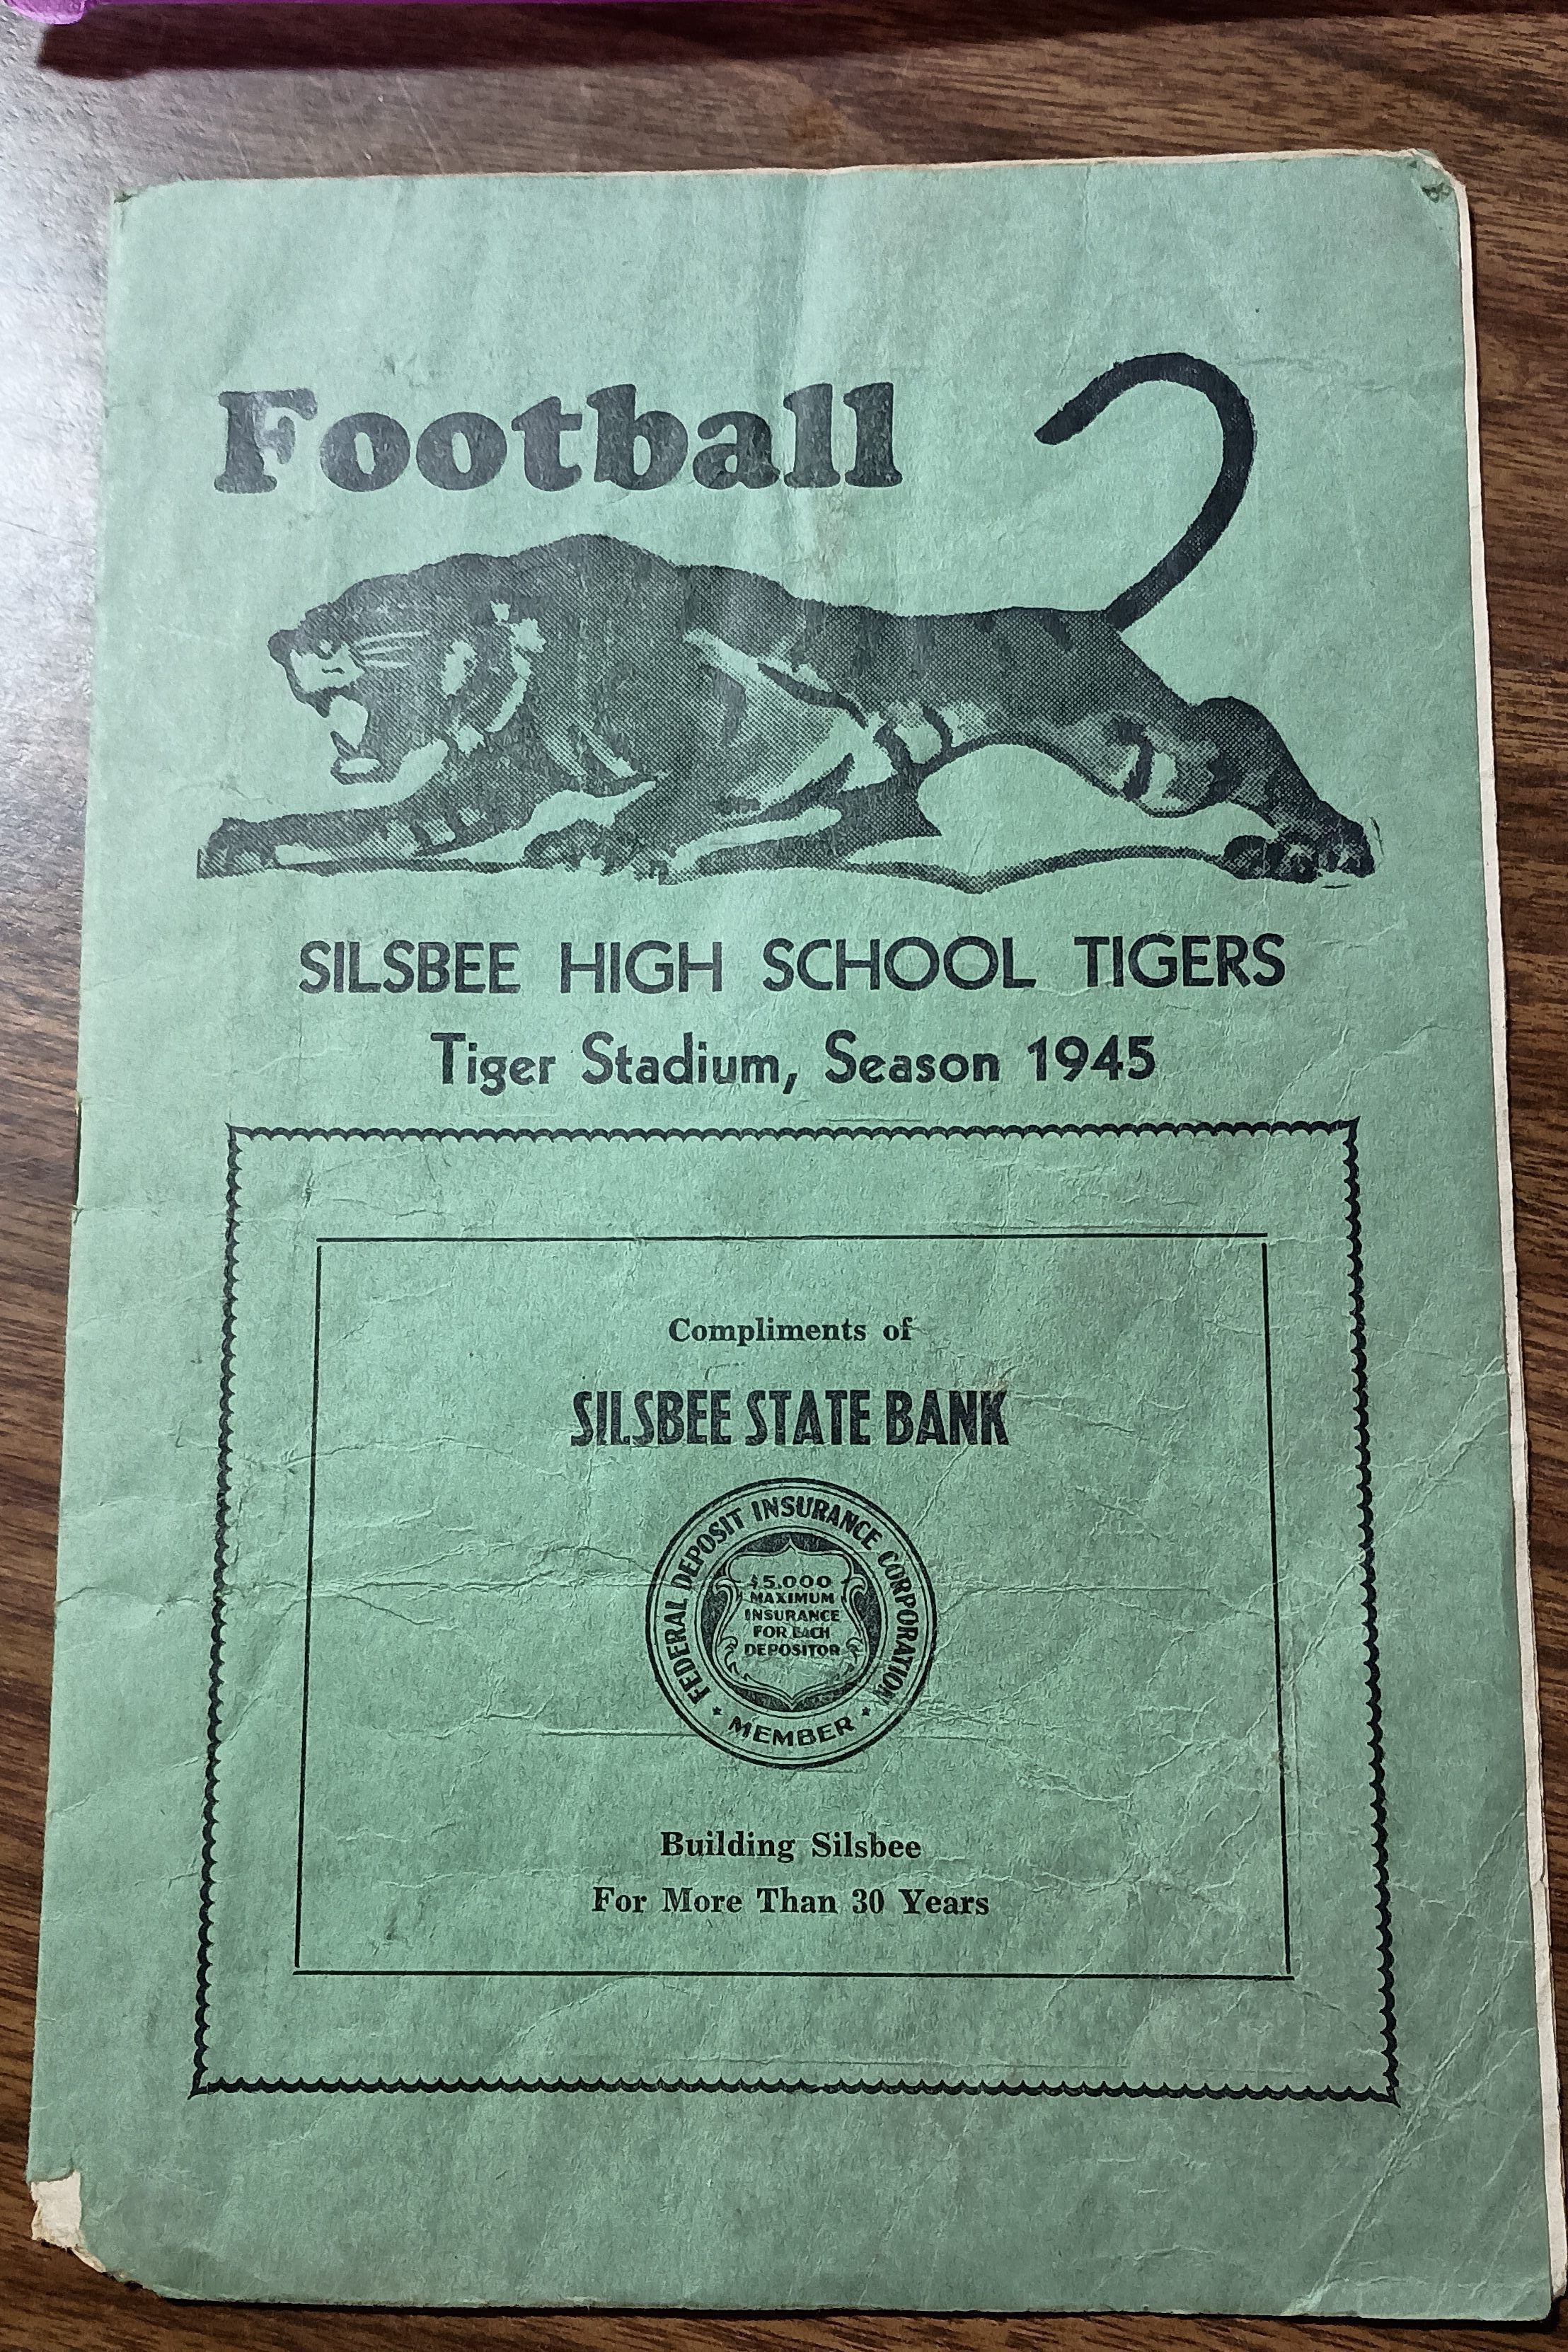 Football
SILSBEE HIGH SCHOOL TIGERS
Tiger Stadium, Season 1945
Compliments of
SILSBEE STATE BANK
FEDERAL DEPOSIT INSURANCE CORPORATION
$5.000
MAXIMUM
INSURANCE
FOR EACH
DEPOSITOR
* MEMBER *
Building Silsbee
For More Than 30 Years